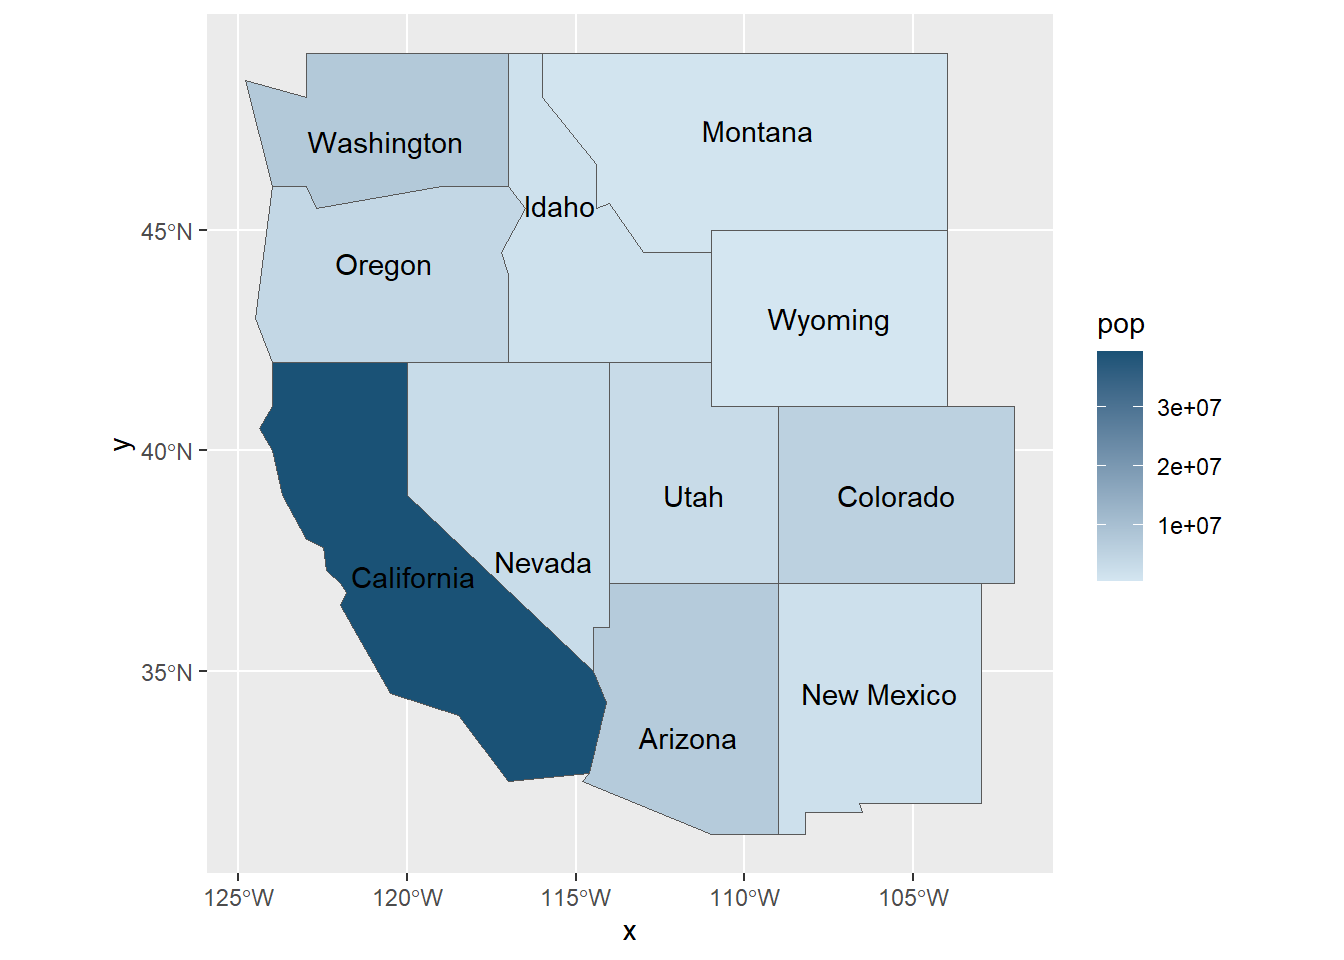 Washington
Montana
Idaho
Oregon
Wyoming
Utah
Colorado
Nevada
California
New Mexico
Arizona
45°N
40°N
35°N
y
125°W 120°W 115°W 110°W 105°W
x
pop
3e+07
2e+07
1e+07